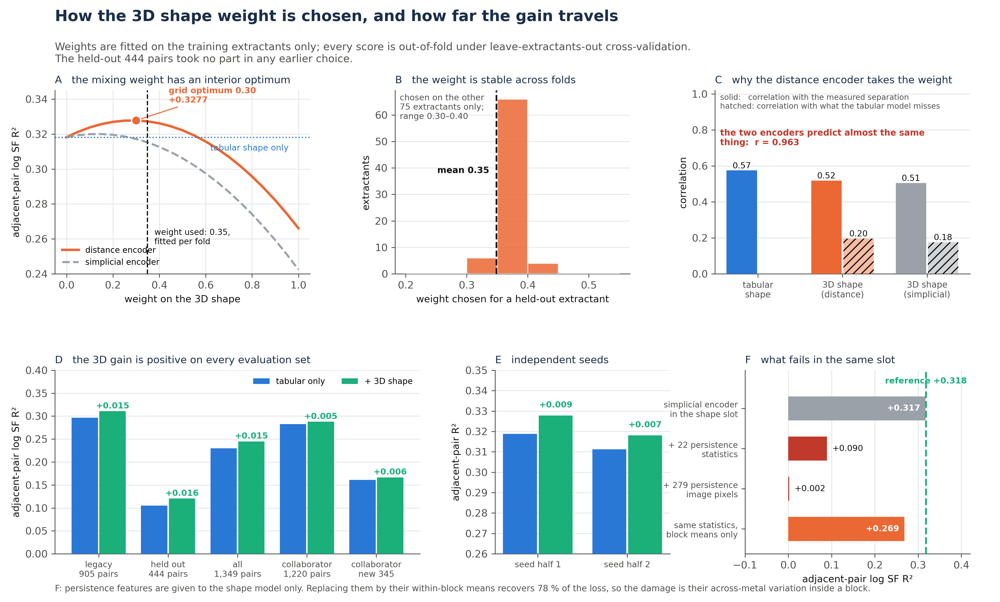 How the 3D shape weight is chosen, and how far the gain travels
Weights are fitted on the training extractants only; every score is out-of-fold under leave-extractants-out cross-validation.
The held-out 444 pairs took no part in any earlier choice.
A the mixing weight has an interior optimum
grid optimum 0.30
+0.3277
tabular shape only
weight used: 0.35,
fitted per fold
distance encoder
simplicial encoder
adjacent-pair log SF R²
0.34
0.32
0.30
0.28
0.26
0.24
0.0 0.2 0.4 0.6 0.8 1.0
weight on the 3D shape
B the weight is stable across folds
chosen on the other
75 extractants only;
range 0.30–0.40
mean 0.35
extractants
60
50
40
30
20
10
0
0.2 0.3 0.4 0.5
weight chosen for a held-out extractant
C why the distance encoder takes the weight
solid: correlation with the measured separation
hatched: correlation with what the tabular model misses
the two encoders predict almost the same
thing: r = 0.963
correlation
1.0
0.8
0.6
0.4
0.2
0.0
0.57
0.52
0.20
0.51
0.18
tabular
shape
3D shape
(distance)
3D shape
(simplicial)
D the 3D gain is positive on every evaluation set
tabular only
+ 3D shape
adjacent-pair log SF R²
0.40
0.35
0.30
0.25
0.20
0.15
0.10
0.05
0.00
+0.015
+0.016
+0.015
+0.005
+0.006
legacy
905 pairs
held out
444 pairs
all
1,349 pairs
collaborator
1,220 pairs
collaborator
new 345
E independent seeds
adjacent-pair R²
0.35
0.34
0.33
0.32
0.31
0.30
0.29
0.28
0.27
0.26
+0.009
+0.007
seed half 1
seed half 2
F what fails in the same slot
reference +0.318
simplicial encoder
in the shape slot
+0.317
+ 22 persistence
statistics
+0.090
+ 279 persistence
image pixels
+0.002
same statistics,
block means only
+0.269
−0.1 0.0 0.1 0.2 0.3 0.4
adjacent-pair log SF R²
F: persistence features are given to the shape model only. Replacing them by their within-block means recovers 78 % of the loss, so the damage is their across-metal variation inside a block.